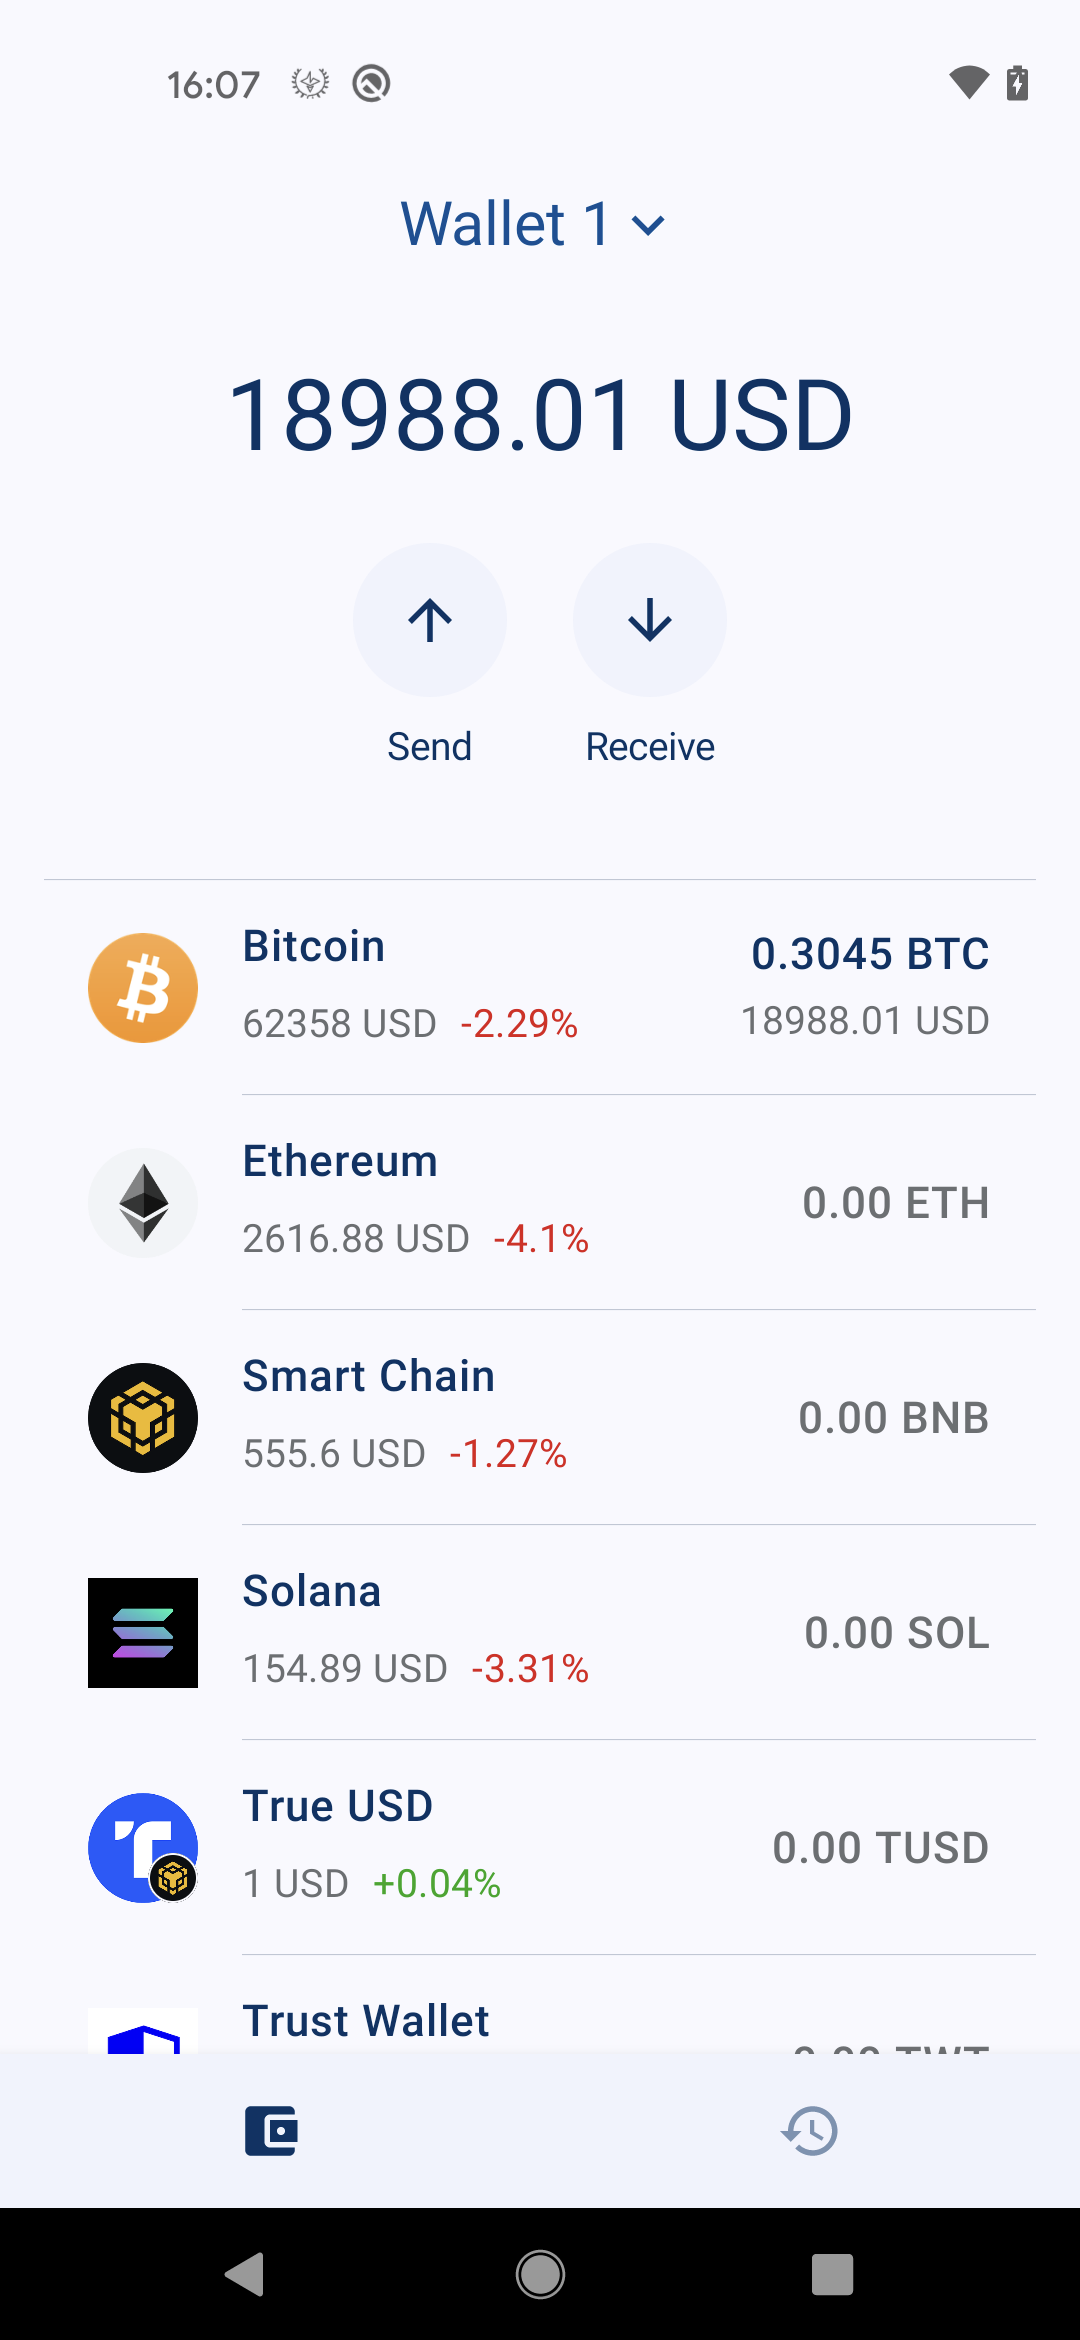 16:07
Wallet 1
18988.01 USD
Send
Receive
Bitcoin
0.3045 BTC
62358 USD -2.29%
18988.01 USD
Ethereum
2616.88 USD -4.1%
0.00 ETH
Smart Chain
555.6 USD -1.27%
0.00 BNB
Solana
154.89 USD -3.31%
0.00 SOL
True USD
1 USD +0.04%
0.00 TUSD
Trust Wallet
0.00 TWT